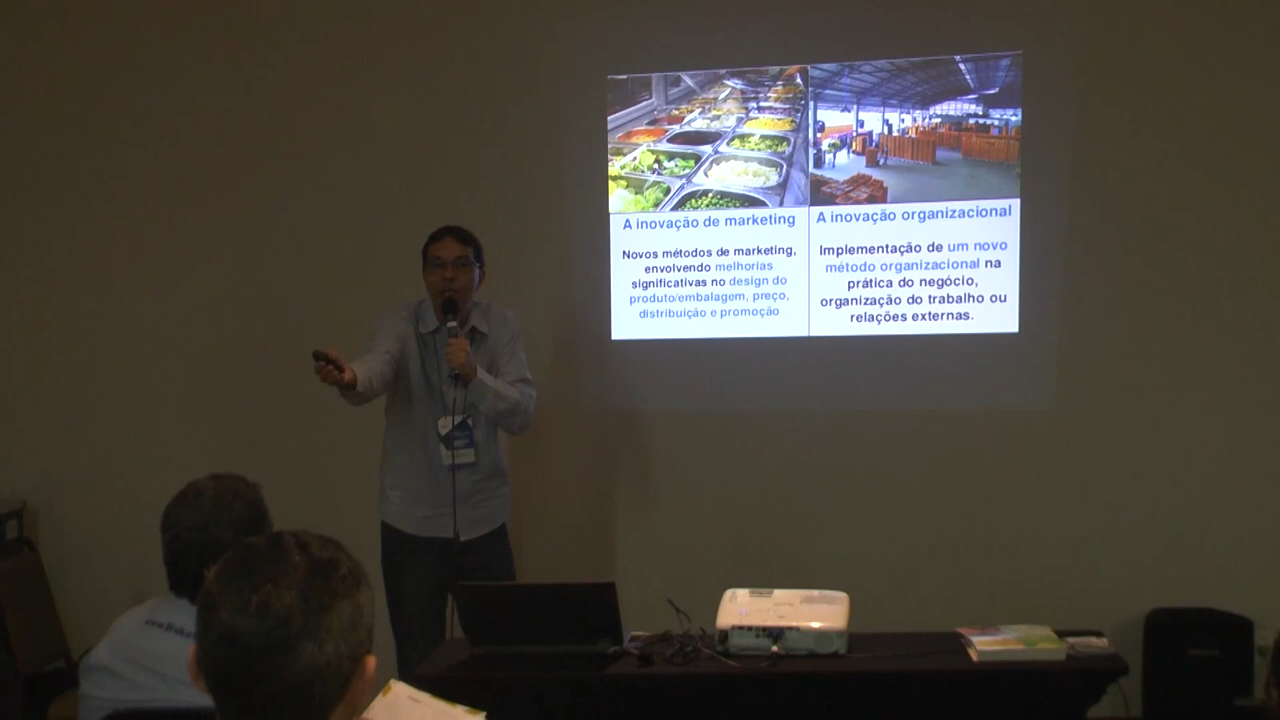 A inovação de marketing
Novos métodos de marketing,
envolvendo melhorias
significativas no design do
produto/embalagem, preço,
distribuição e promoção
A inovação organizacional
Implementação de um novo
método organizacional na
prática do negócio,
organização do trabalho ou
relações externas.